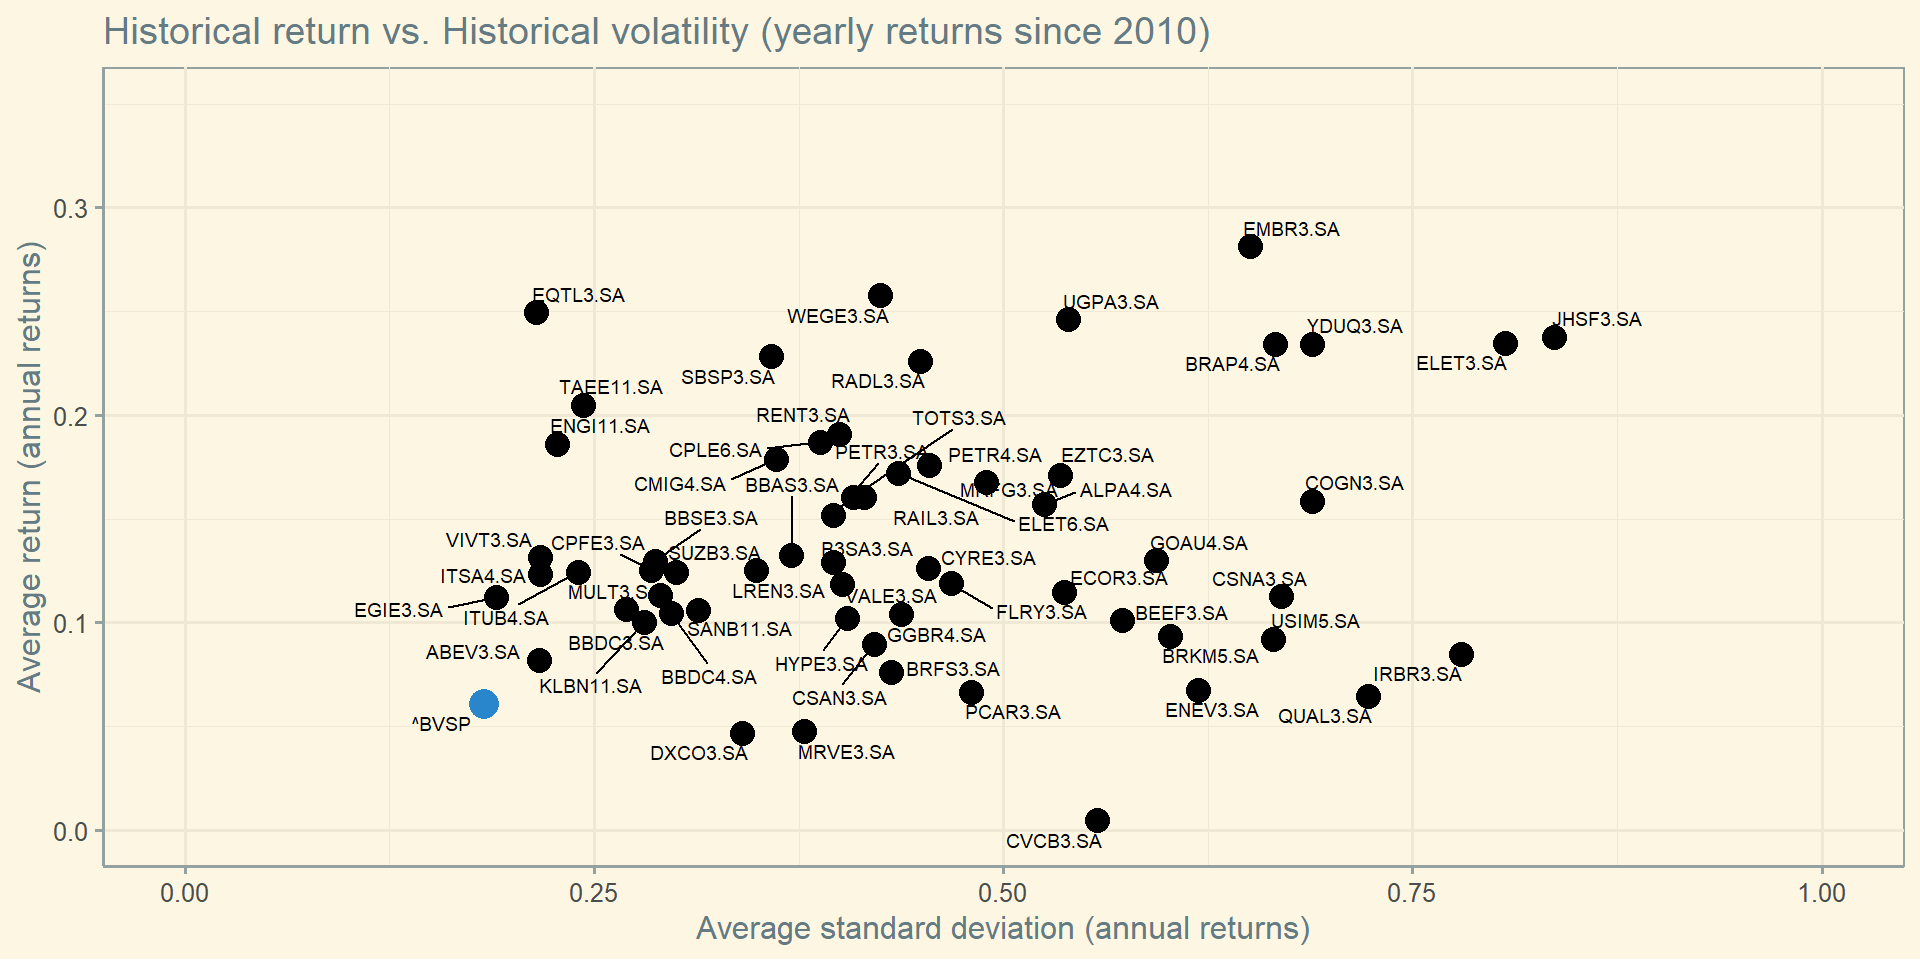 Historical return vs. Historical volatility (yearly returns since 2010)
Average return (annual returns)
0.3
0.2
0.1
0.0
EMBR3.SA
EQTL3.SA
WEGE3.SA
UGPA3.SA
JHSF3.SA
YDUQ3.SA
BRAP4.SA
ELET3.SA
SBSP3.SA
RADL3.SA
TAEE11.SA
RENT3.SA
TOTS3.SA
ENGI11.SA
CPLE6.SA
PETR3.SA
PETR4.SA
EZTC3.SA
CMIG4.SA
BBAS3.SA
MRFG3.SA
ALPA4.SA
COGN3.SA
BBSE3.SA
RAIL3.SA
ELET6.SA
VIVT3.SA
CPFE3.SA
SUZB3.SA
B3SA3.SA
CYRE3.SA
GOAU4.SA
ITSA4.SA
MULT3.SA
LREN3.SA
VALE3.SA
ECOR3.SA
CSNA3.SA
EGIE3.SA
ITUB4.SA
FLRY3.SA
BEEF3.SA
USIM5.SA
BBDC3.SA
SANB11.SA
GGBR4.SA
ABEV3.SA
HYPE3.SA
BRFS3.SA
BRKM5.SA
IRBR3.SA
KLBN11.SA
BBDC4.SA
CSAN3.SA
PCAR3.SA
ENEV3.SA
QUAL3.SA
^BVSP
DXCO3.SA
MRVE3.SA
CVCB3.SA
0.00
0.25
0.50
0.75
1.00
Average standard deviation (annual returns)